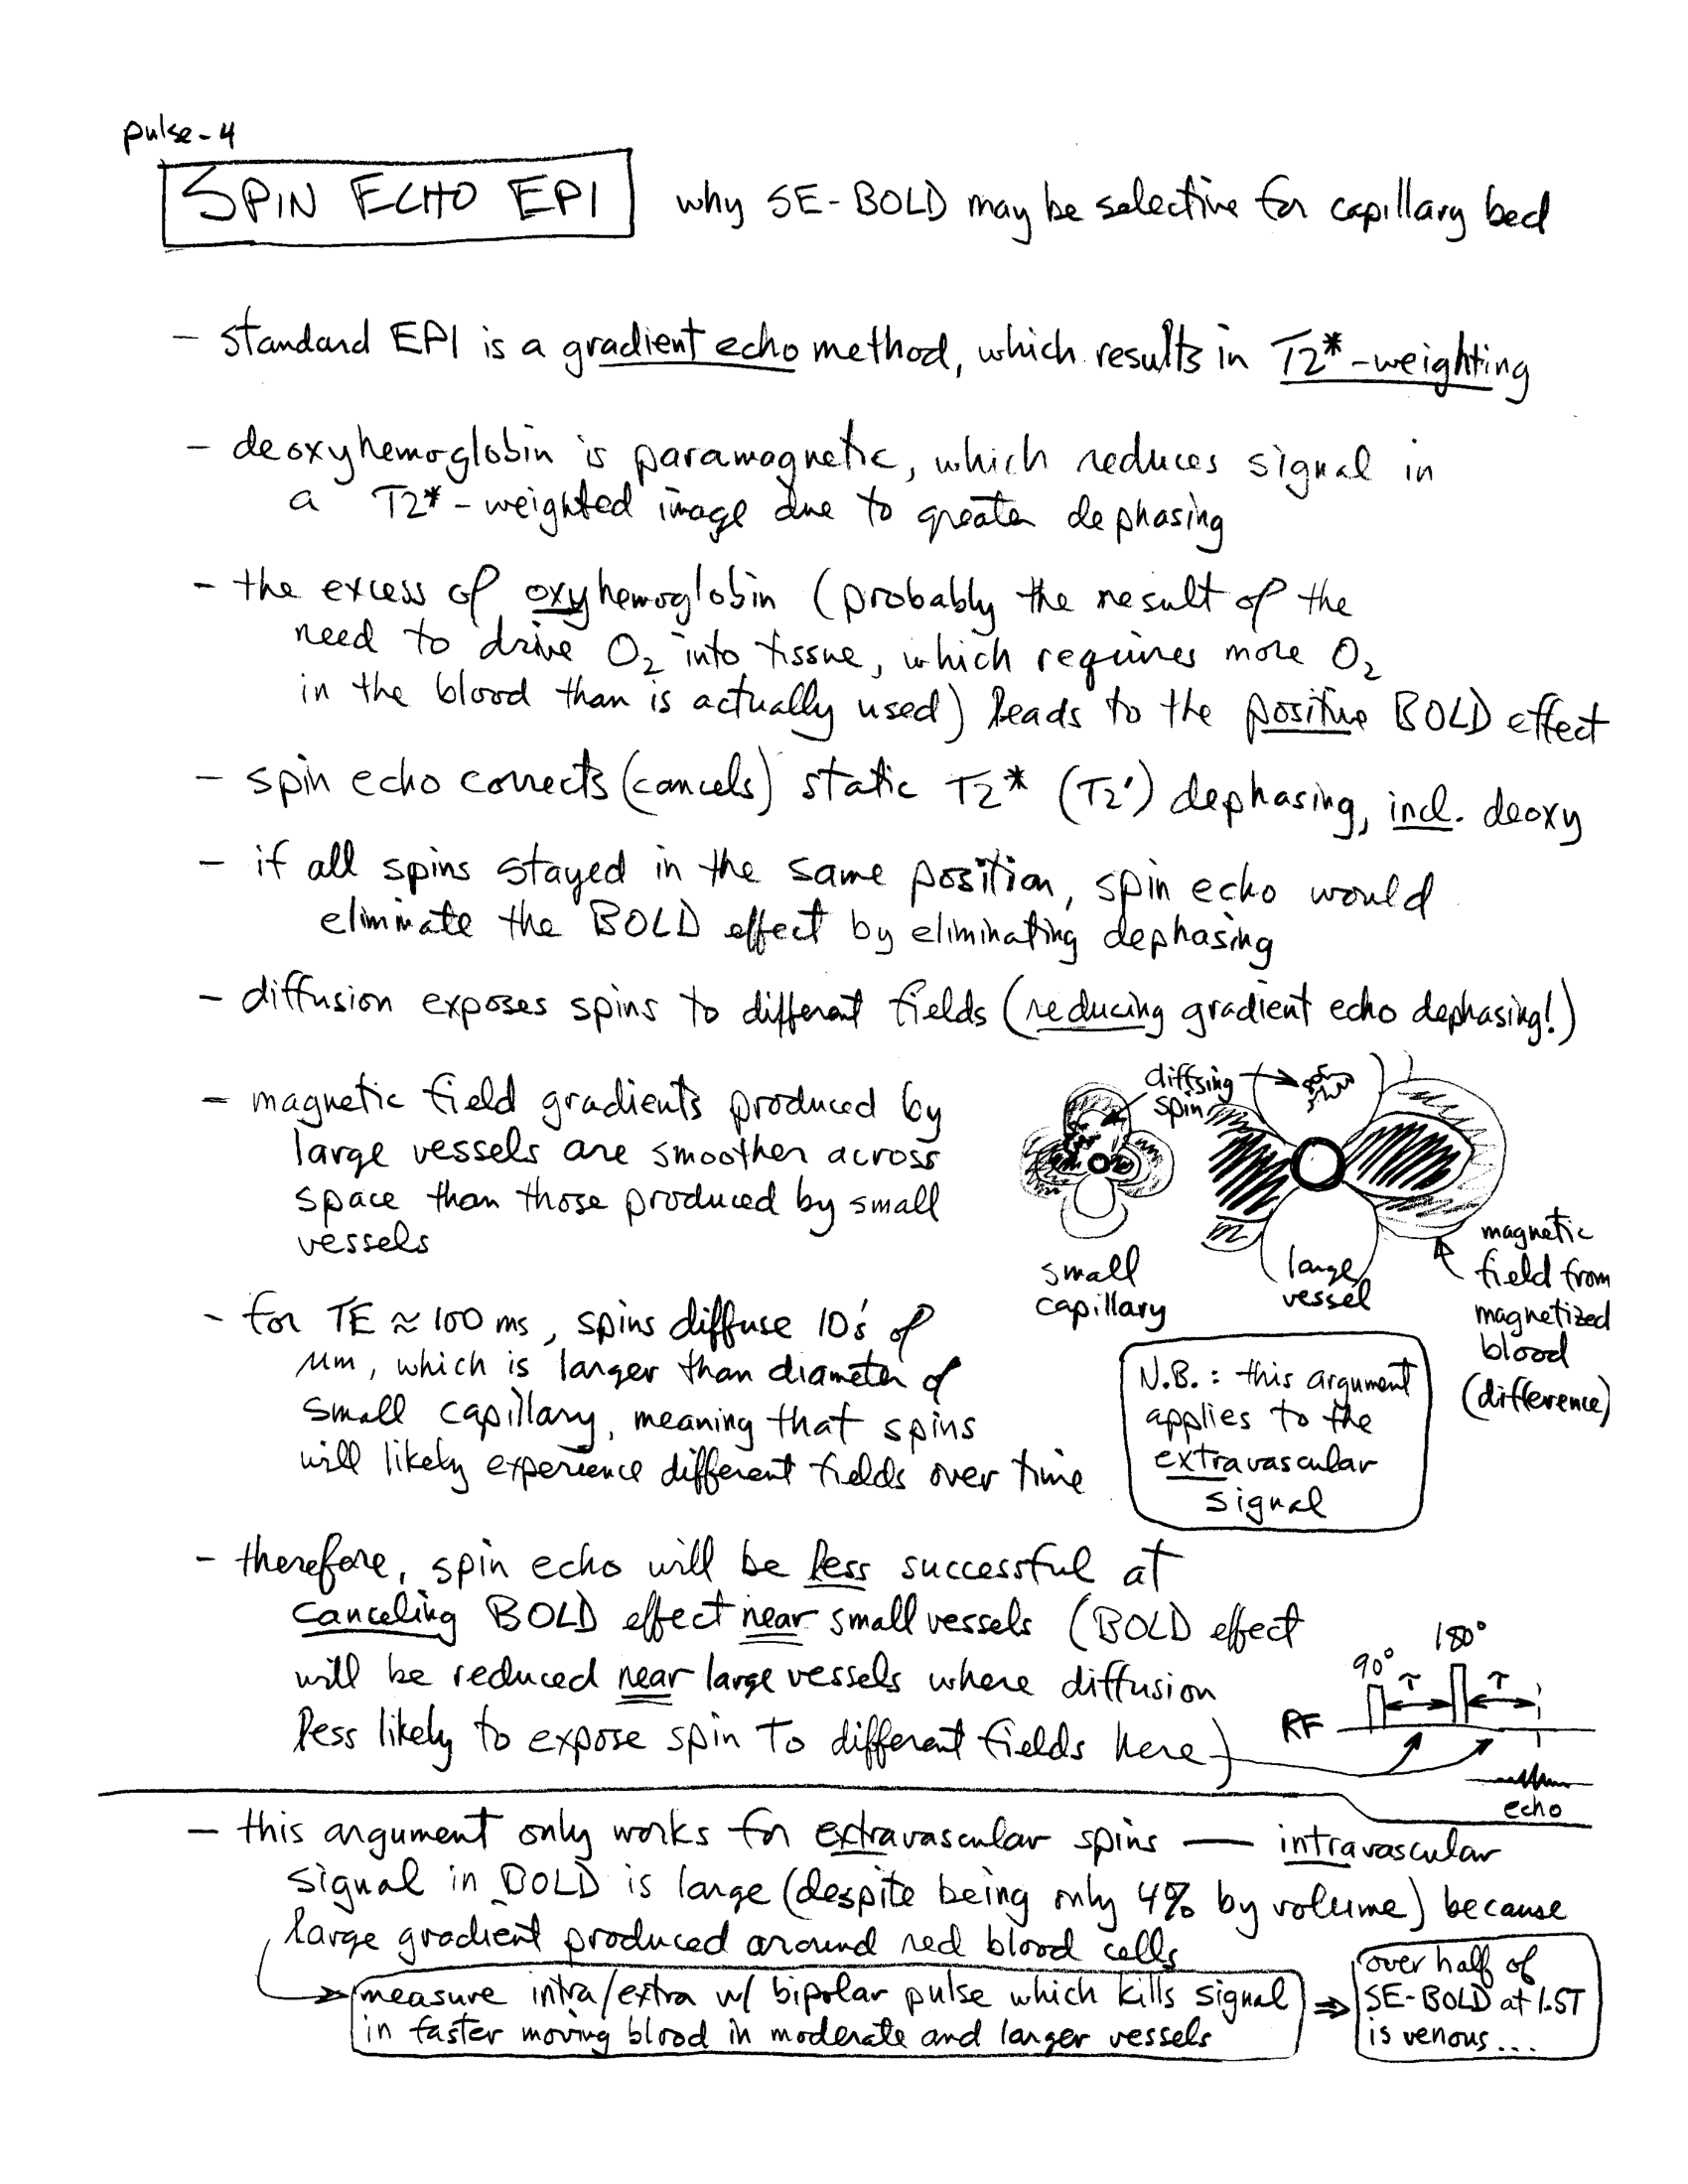 pulse-4
SPIN ECHO EPI why SE-BOLD may be selective for capillary bed
- standard EPI is a gradient echo method, which results in T2*-weighting
- deoxyhemoglobin is paramagnetic, which reduces signal in
a T2*-weighted image due to greater dephasing
- the excess of oxyhemoglobin (probably the result of the
need to drive O₂ into tissue, which requires more O₂
in the blood than is actually used) leads to the positive BOLD effect
- spin echo corrects (cancels) static T2* (T2') dephasing, incl. deoxy
- if all spins stayed in the same position, spin echo would
eliminate the BOLD effect by eliminating dephasing
- diffusion exposes spins to different fields (reducing gradient echo dephasing!)
- magnetic field gradients produced by
large vessels are smoother across
space than those produced by small
vessels
diffsing
spin
small
capillary
large
vessel
magnetic
field from
magnetized
blood
(difference)
- for TE ≈ 100 ms, spins diffuse 10's of
µm, which is larger than diameter of
small capillary, meaning that spins
will likely experience different fields over time
N.B.: this argument
applies to the
extravascular
signal
- therefore, spin echo will be less successful at
canceling BOLD effect near small vessels (BOLD effect
will be reduced near large vessels where diffusion
less likely to expose spin to different fields here)
90° 180°
τ τ
RF
echo
- this argument only works for extravascular spins — intravascular
signal in BOLD is large (despite being only 4% by volume) because
large gradient produced around red blood cells
→ measure intra/extra w/ bipolar pulse which kills signal
in faster moving blood in moderate and larger vessels
⇒ over half of
SE-BOLD at 1.5T
is venous...